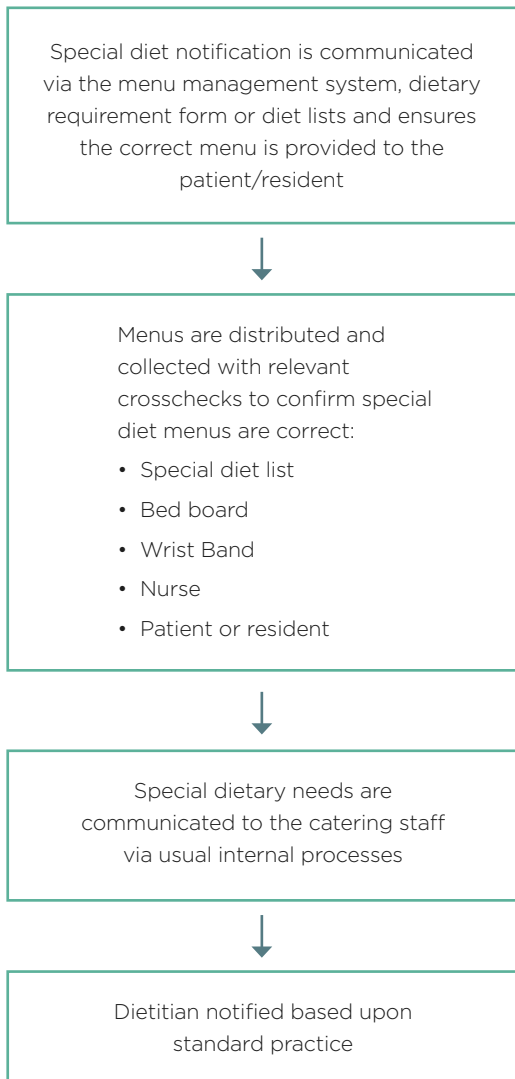 Special diet notification is communicated
via the menu management system, dietary
requirement form or diet lists and ensures
the correct menu is provided to the
patient/resident
Menus are distributed and
collected with relevant
crosschecks to confirm special
diet menus are correct:
• Special diet list
• Bed board
• Wrist Band
• Nurse
• Patient or resident
Special dietary needs are
communicated to the catering staff
via usual internal processes
Dietitian notified based upon
standard practice